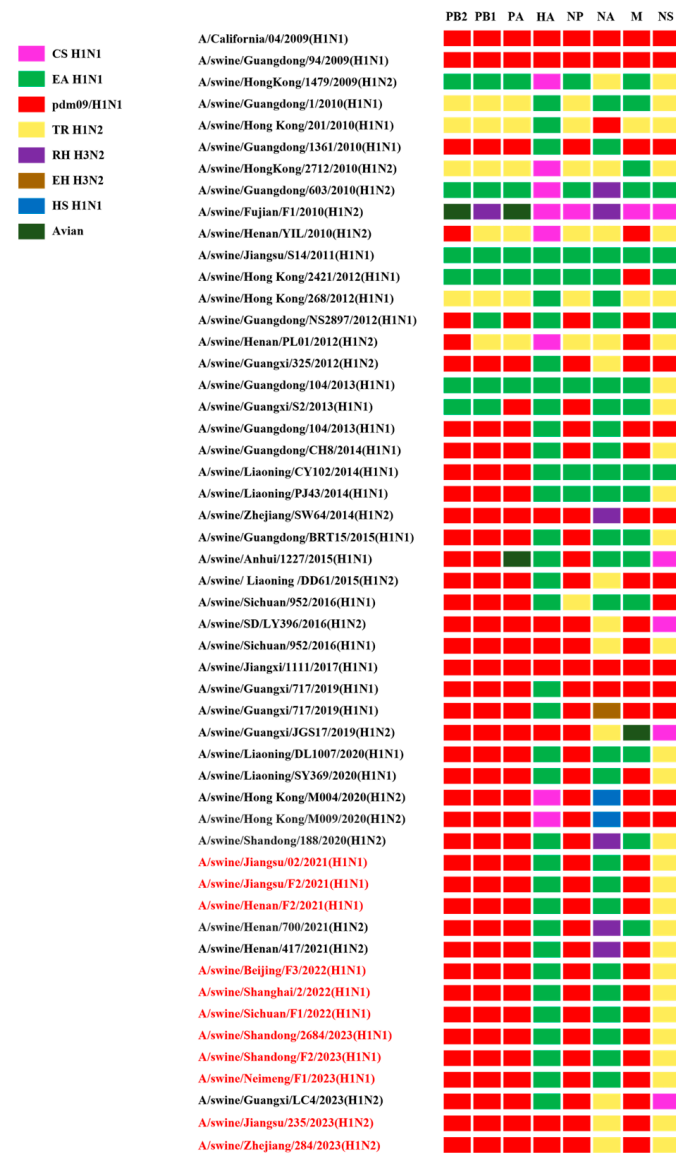 PB2 PB1 PA HA NP NA M NS
CS H1N1
EA H1N1
pdm09/H1N1
TR H1N2
RH H3N2
EH H3N2
HS H1N1
Avian
A/California/04/2009(H1N1)
A/swine/Guangdong/94/2009(H1N1)
A/swine/HongKong/1479/2009(H1N2)
A/swine/Guangdong/1/2010(H1N1)
A/swine/Hong Kong/201/2010(H1N1)
A/swine/Guangdong/1361/2010(H1N1)
A/swine/HongKong/2712/2010(H1N2)
A/swine/Guangdong/603/2010(H1N2)
A/swine/Fujian/F1/2010(H1N2)
A/swine/Henan/YIL/2010(H1N2)
A/swine/Jiangsu/S14/2011(H1N1)
A/swine/Hong Kong/2421/2012(H1N1)
A/swine/Hong Kong/268/2012(H1N1)
A/swine/Guangdong/NS2897/2012(H1N1)
A/swine/Henan/PL01/2012(H1N2)
A/swine/Guangxi/325/2012(H1N2)
A/swine/Guangdong/104/2013(H1N1)
A/swine/Guangxi/S2/2013(H1N1)
A/swine/Guangdong/104/2013(H1N1)
A/swine/Guangdong/CH8/2014(H1N1)
A/swine/Liaoning/CY102/2014(H1N1)
A/swine/Liaoning/PJ43/2014(H1N1)
A/swine/Zhejiang/SW64/2014(H1N2)
A/swine/Guangdong/BRT15/2015(H1N1)
A/swine/Anhui/1227/2015(H1N1)
A/swine/ Liaoning /DD61/2015(H1N2)
A/swine/Sichuan/952/2016(H1N1)
A/swine/SD/LY396/2016(H1N2)
A/swine/Sichuan/952/2016(H1N1)
A/swine/Jiangxi/1111/2017(H1N1)
A/swine/Guangxi/717/2019(H1N1)
A/swine/Guangxi/717/2019(H1N1)
A/swine/Guangxi/JGS17/2019(H1N2)
A/swine/Liaoning/DL1007/2020(H1N1)
A/swine/Liaoning/SY369/2020(H1N1)
A/swine/Hong Kong/M004/2020(H1N2)
A/swine/Hong Kong/M009/2020(H1N2)
A/swine/Shandong/188/2020(H1N2)
A/swine/Jiangsu/02/2021(H1N1)
A/swine/Jiangsu/F2/2021(H1N1)
A/swine/Henan/F2/2021(H1N1)
A/swine/Henan/700/2021(H1N2)
A/swine/Henan/417/2021(H1N2)
A/swine/Beijing/F3/2022(H1N1)
A/swine/Shanghai/2/2022(H1N1)
A/swine/Sichuan/F1/2022(H1N1)
A/swine/Shandong/2684/2023(H1N1)
A/swine/Shandong/F2/2023(H1N1)
A/swine/Neimeng/F1/2023(H1N1)
A/swine/Guangxi/LC4/2023(H1N2)
A/swine/Jiangsu/235/2023(H1N2)
A/swine/Zhejiang/284/2023(H1N2)